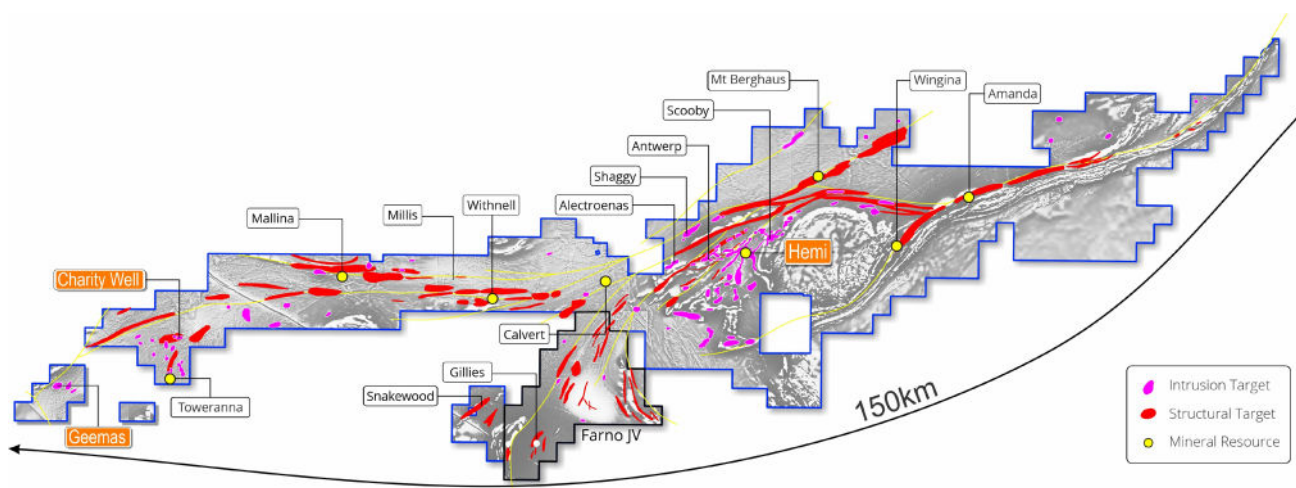 Mt Berghaus
Wingina
Amanda
Scooby
Antwerp
Shaggy
Alectroenas
Withnell
Millis
Mallina
Hemi
Charity Well
Calvert
Gillies
Snakewood
Toweranna
Geemas
Farno JV
150km
Intrusion Target
Structural Target
Mineral Resource